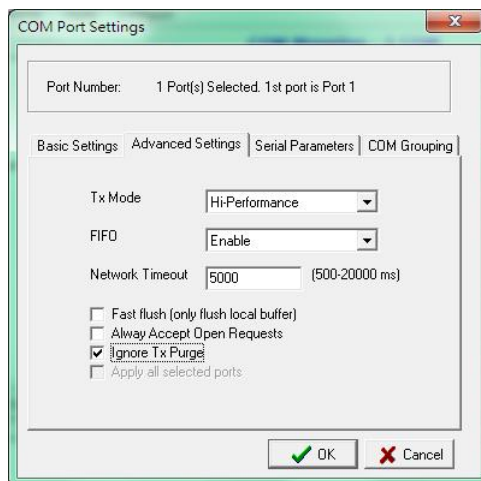 COM Port Settings
Port Number: 1 Port(s) Selected. 1st port is Port 1
Basic Settings Advanced Settings Serial Parameters COM Grouping
Tx Mode Hi-Performance
FIFO Enable
Network Timeout 5000 (500-20000 ms)
Fast flush (only flush local buffer)
Alway Accept Open Requests
Ignore Tx Purge
Apply all selected ports
OK Cancel